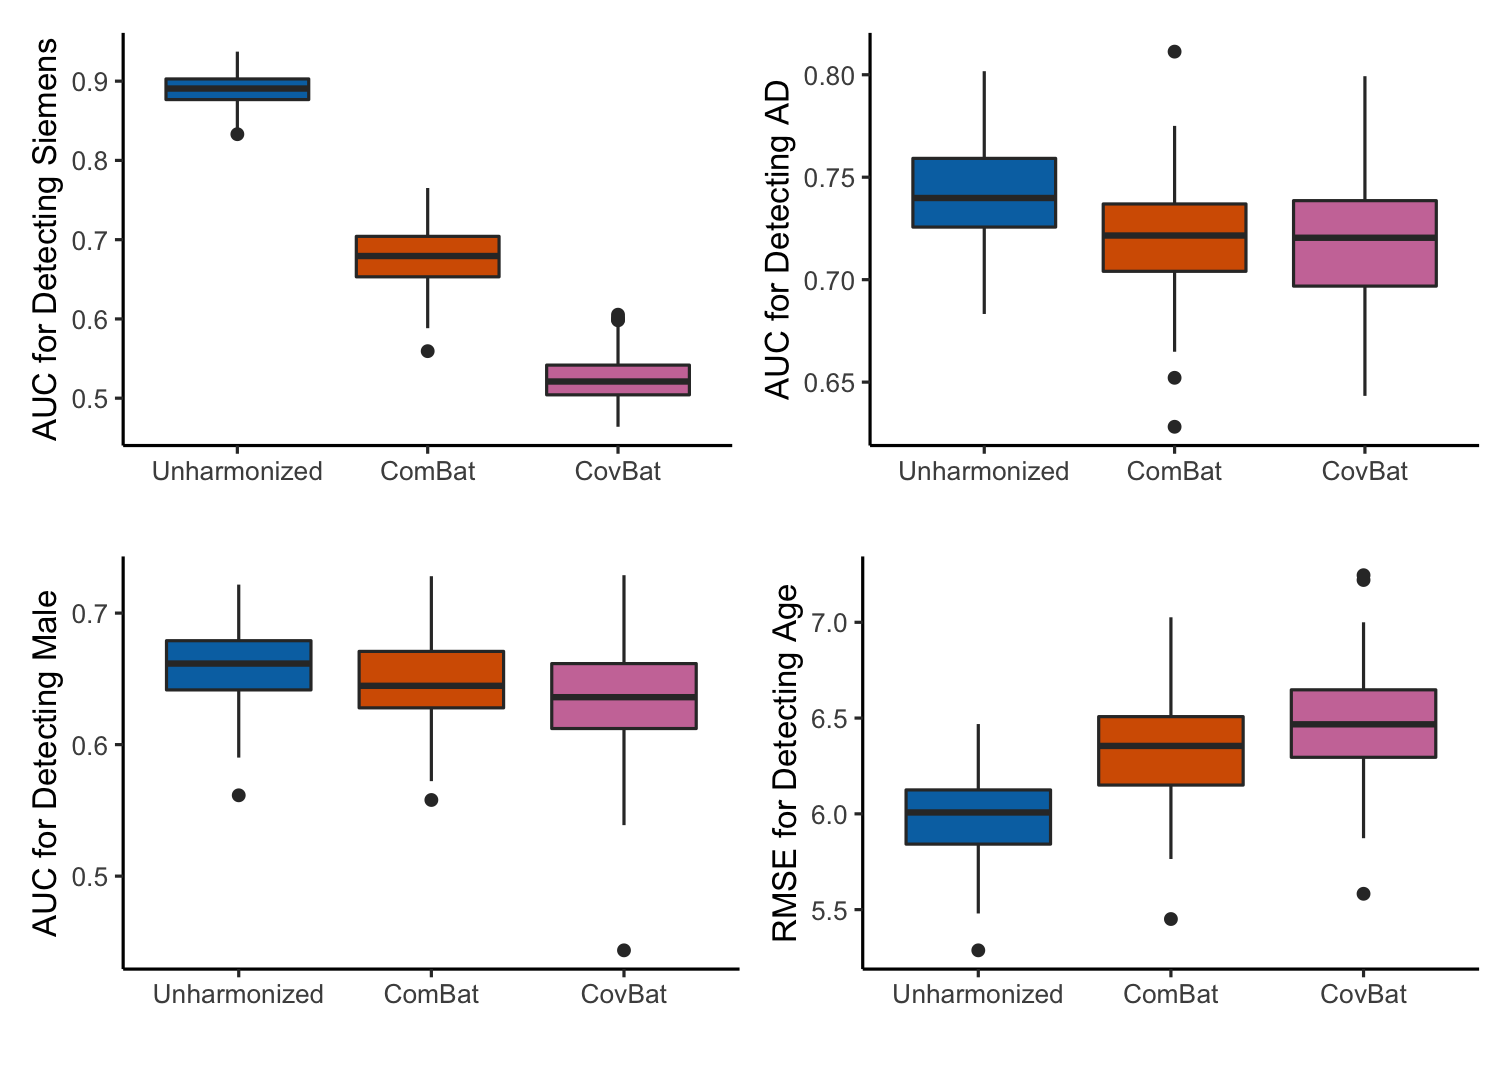 AUC for Detecting Siemens
0.9
0.8
0.7
0.6
0.5
Unharmonized ComBat CovBat
AUC for Detecting AD
0.80
0.75
0.70
0.65
Unharmonized ComBat CovBat
AUC for Detecting Male
0.7
0.6
0.5
Unharmonized ComBat CovBat
RMSE for Detecting Age
7.0
6.5
6.0
5.5
Unharmonized ComBat CovBat